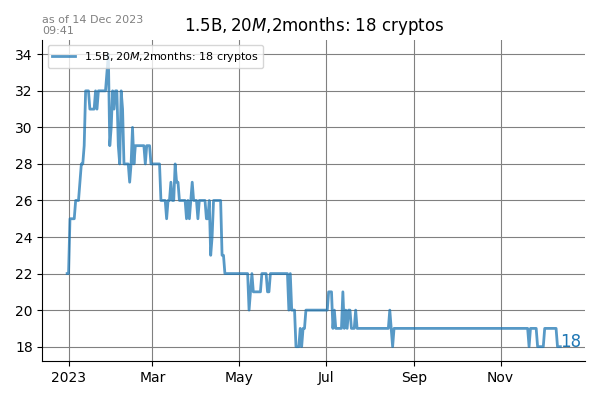 as of 14 Dec 2023
09:41
1.5B, 20M,2months: 18 cryptos
1.5B, 20M,2months: 18 cryptos
34
32
30
28
26
24
22
20
18
18
2023 Mar May Jul Sep Nov